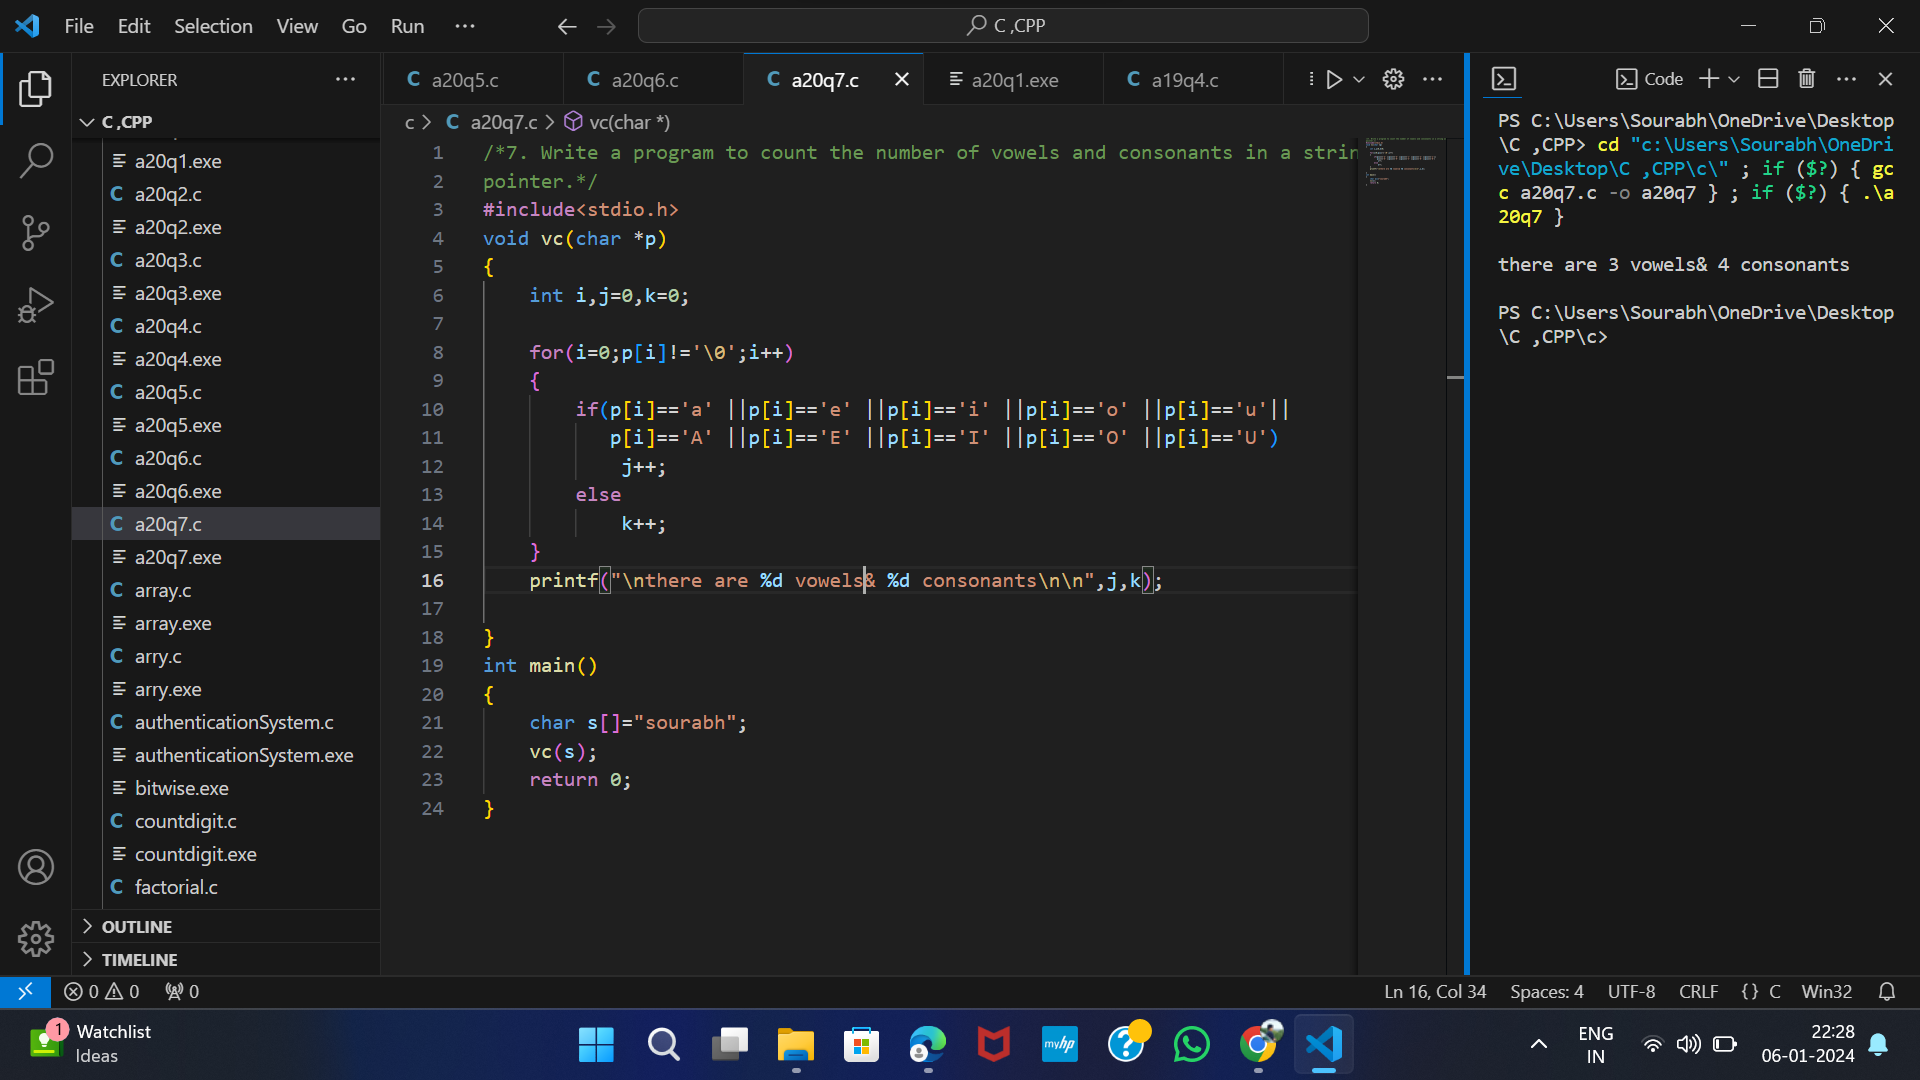 File Edit Selection View Go Run ···
C ,CPP
EXPLORER
C ,CPP
a20q1.exe
a20q2.c
a20q2.exe
a20q3.c
a20q3.exe
a20q4.c
a20q4.exe
a20q5.c
a20q5.exe
a20q6.c
a20q6.exe
a20q7.c
a20q7.exe
array.c
array.exe
arry.c
arry.exe
authenticationSystem.c
authenticationSystem.exe
bitwise.exe
countdigit.c
countdigit.exe
factorial.c
OUTLINE
TIMELINE
C a20q5.c C a20q6.c C a20q7.c a20q1.exe C a19q4.c
c > C a20q7.c > vc(char *)
1 /*7. Write a program to count the number of vowels and consonants in a strin
2 pointer.*/
3 #include<stdio.h>
4 void vc(char *p)
5 {
6 int i,j=0,k=0;
7
8 for(i=0;p[i]!='\0';i++)
9 {
10 if(p[i]=='a' ||p[i]=='e' ||p[i]=='i' ||p[i]=='o' ||p[i]=='u'||
11 p[i]=='A' ||p[i]=='E' ||p[i]=='I' ||p[i]=='O' ||p[i]=='U')
12 j++;
13 else
14 k++;
15 }
16 printf("\nthere are %d vowels& %d consonants\n\n",j,k);
17
18 }
19 int main()
20 {
21 char s[]="sourabh";
22 vc(s);
23 return 0;
24 }
Code
PS C:\Users\Sourabh\OneDrive\Desktop
\C ,CPP> cd "c:\Users\Sourabh\OneDri
ve\Desktop\C ,CPP\c\" ; if ($?) { gc
c a20q7.c -o a20q7 } ; if ($?) { .\a
20q7 }
there are 3 vowels& 4 consonants
PS C:\Users\Sourabh\OneDrive\Desktop
\C ,CPP\c>
0 0 0
Ln 16, Col 34 Spaces: 4 UTF-8 CRLF {} C Win32
1 Watchlist
Ideas
myhp
ENG
IN
22:28
06-01-2024